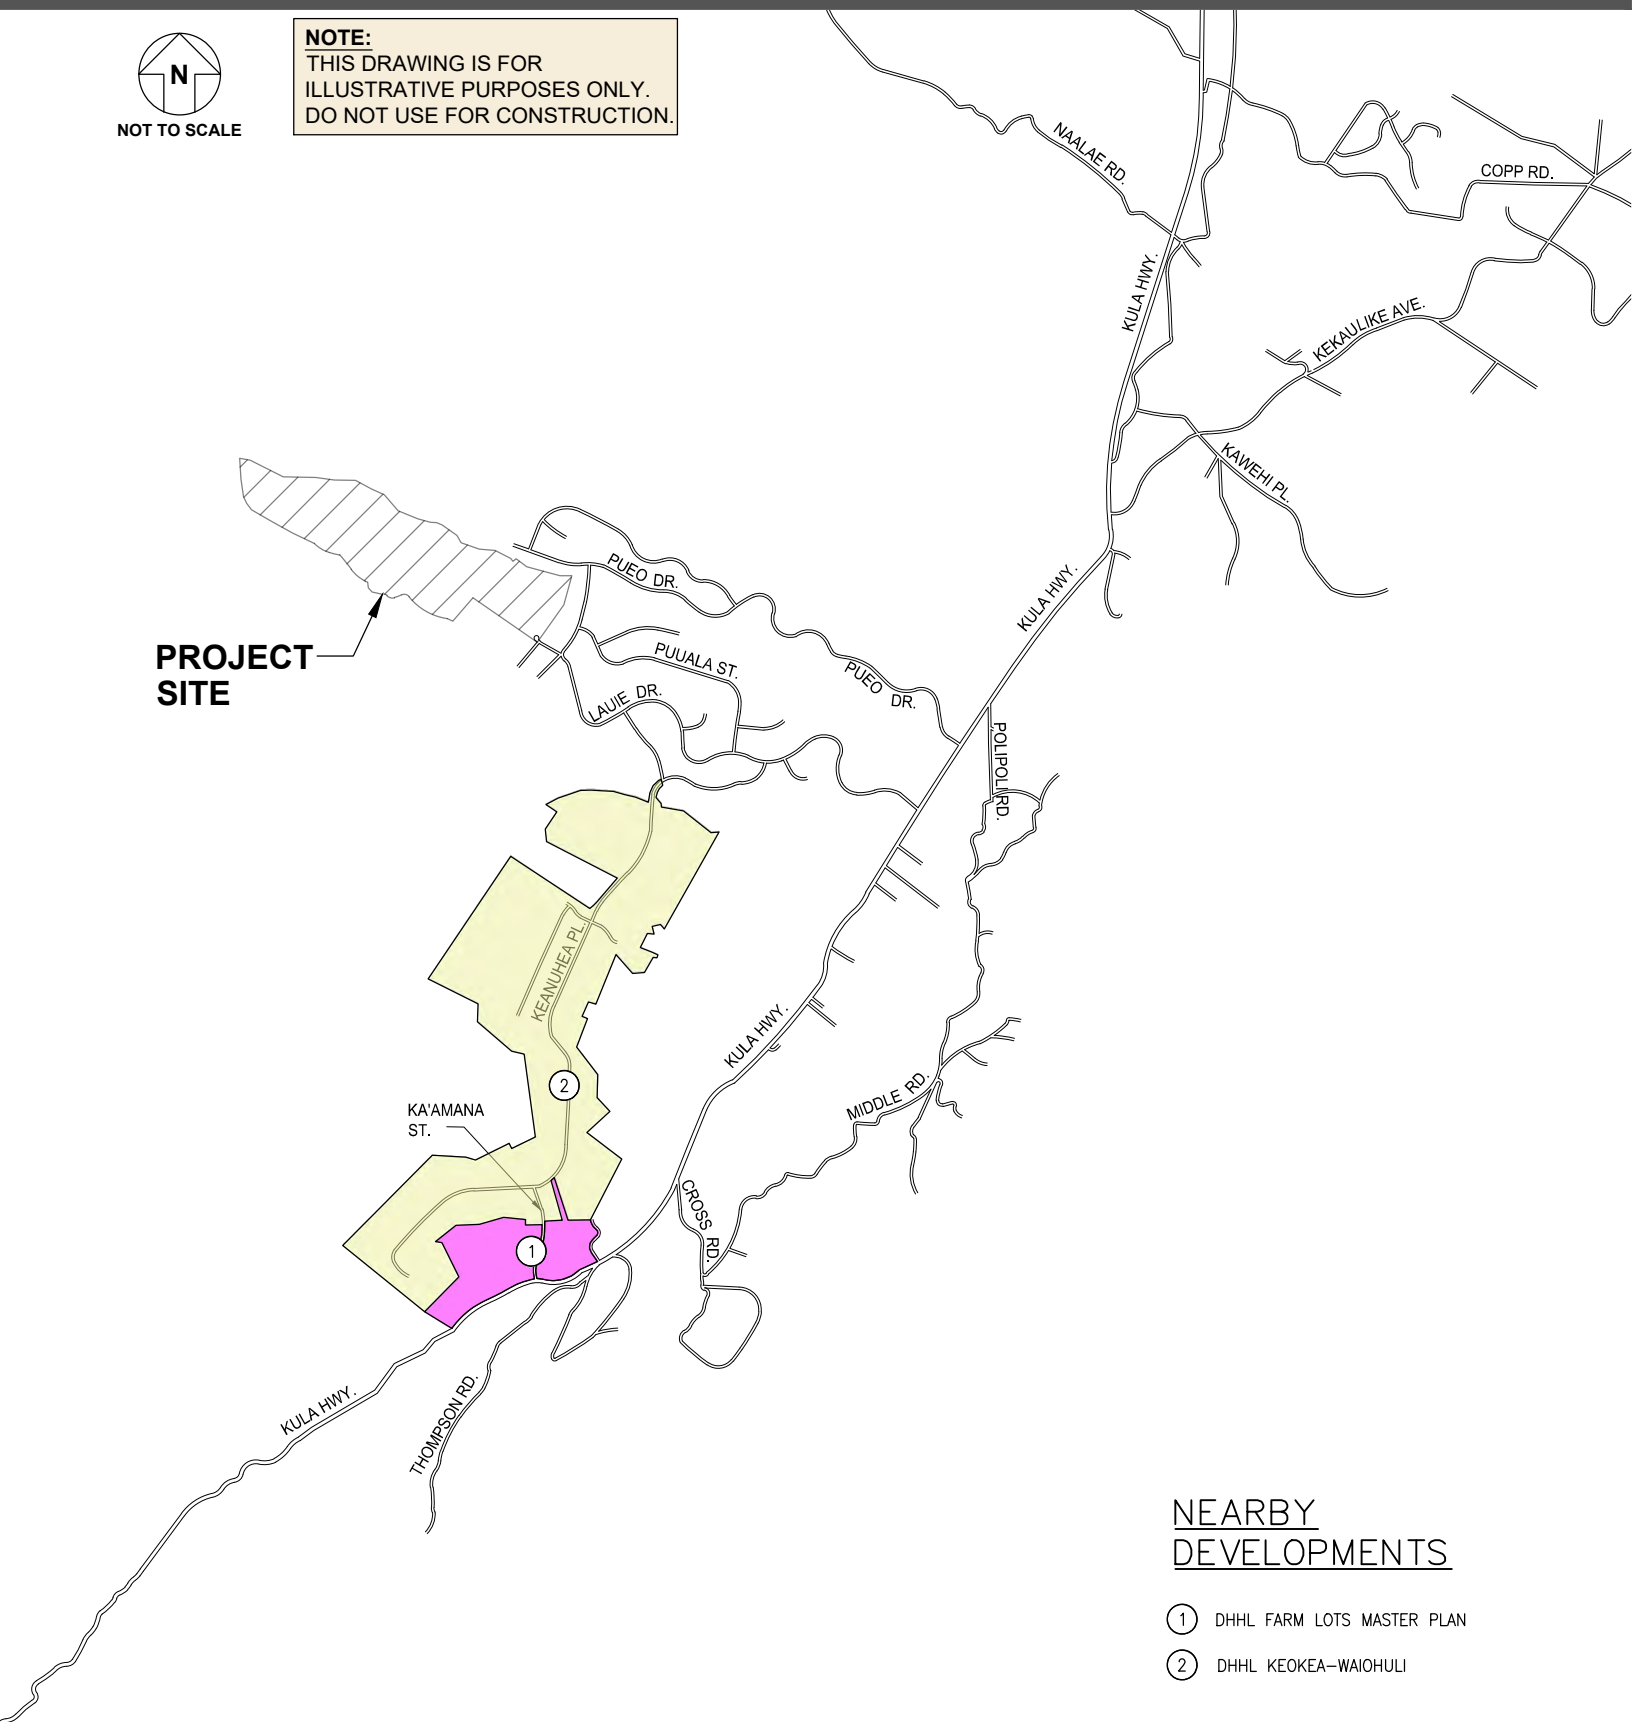 N
NOT TO SCALE
NOTE:
THIS DRAWING IS FOR
ILLUSTRATIVE PURPOSES ONLY.
DO NOT USE FOR CONSTRUCTION.
NAALAE RD.
COPP RD.
KULA HWY.
KEKAULIKE AVE.
KAWEHI PL.
PUEO DR.
KULA HWY.
PROJECT
SITE
PUUALA ST.
PUEO DR.
LAUIE DR.
POLIPOLI RD.
KEANUHEA PL.
KULA HWY.
2
MIDDLE RD.
KA'AMANA
ST.
CROSS RD.
1
KULA HWY.
THOMPSON RD.
NEARBY
DEVELOPMENTS
1 DHHL FARM LOTS MASTER PLAN
2 DHHL KEOKEA-WAIOHULI